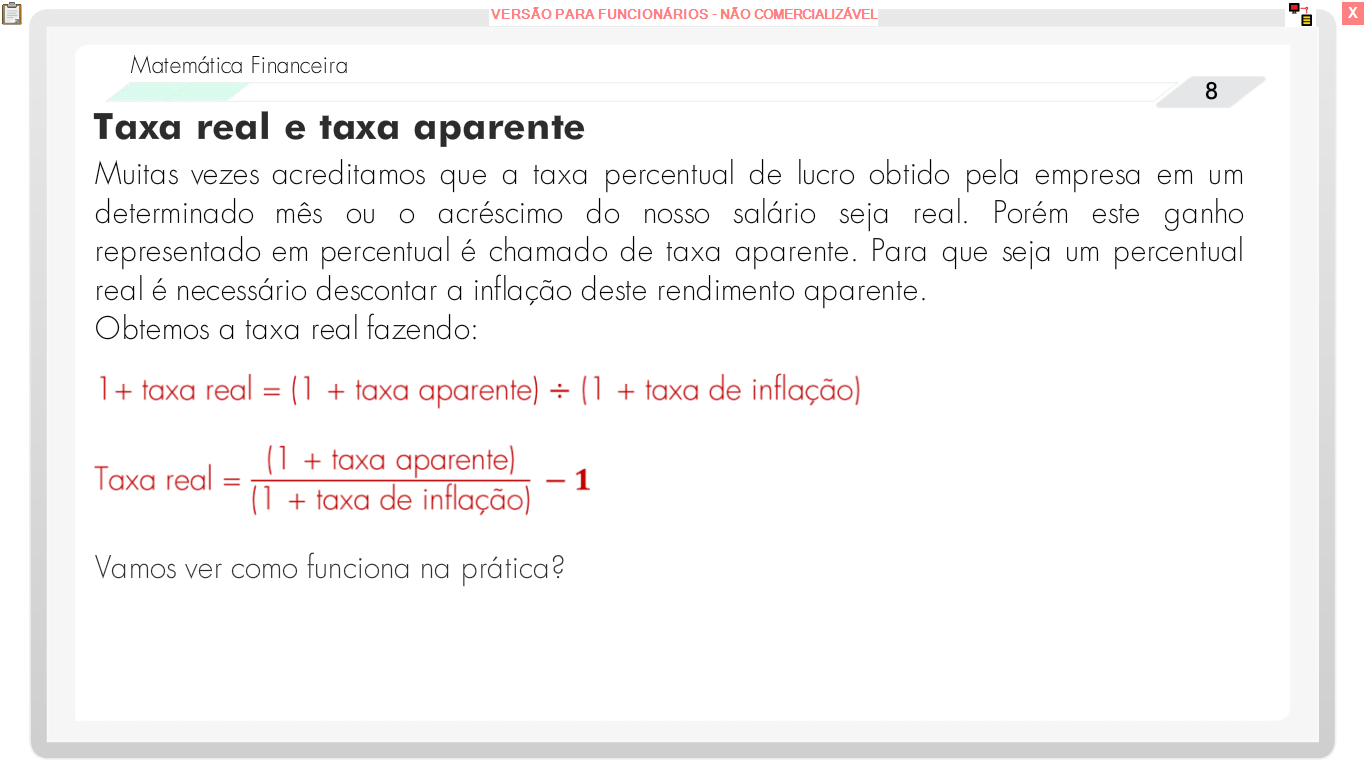 VERSÃO PARA FUNCIONÁRIOS - NÃO COMERCIALIZÁVEL
X
Matemática Financeira
8
Taxa real e taxa aparente
Muitas vezes acreditamos que a taxa percentual de lucro obtido pela empresa em um
determinado mês ou o acréscimo do nosso salário seja real. Porém este ganho
representado em percentual é chamado de taxa aparente. Para que seja um percentual
real é necessário descontar a inflação deste rendimento aparente.
Obtemos a taxa real fazendo:
1+ taxa real = (1 + taxa aparente) ÷ (1 + taxa de inflação)
Taxa real = (1 + taxa aparente) / (1 + taxa de inflação) − 1
Vamos ver como funciona na prática?